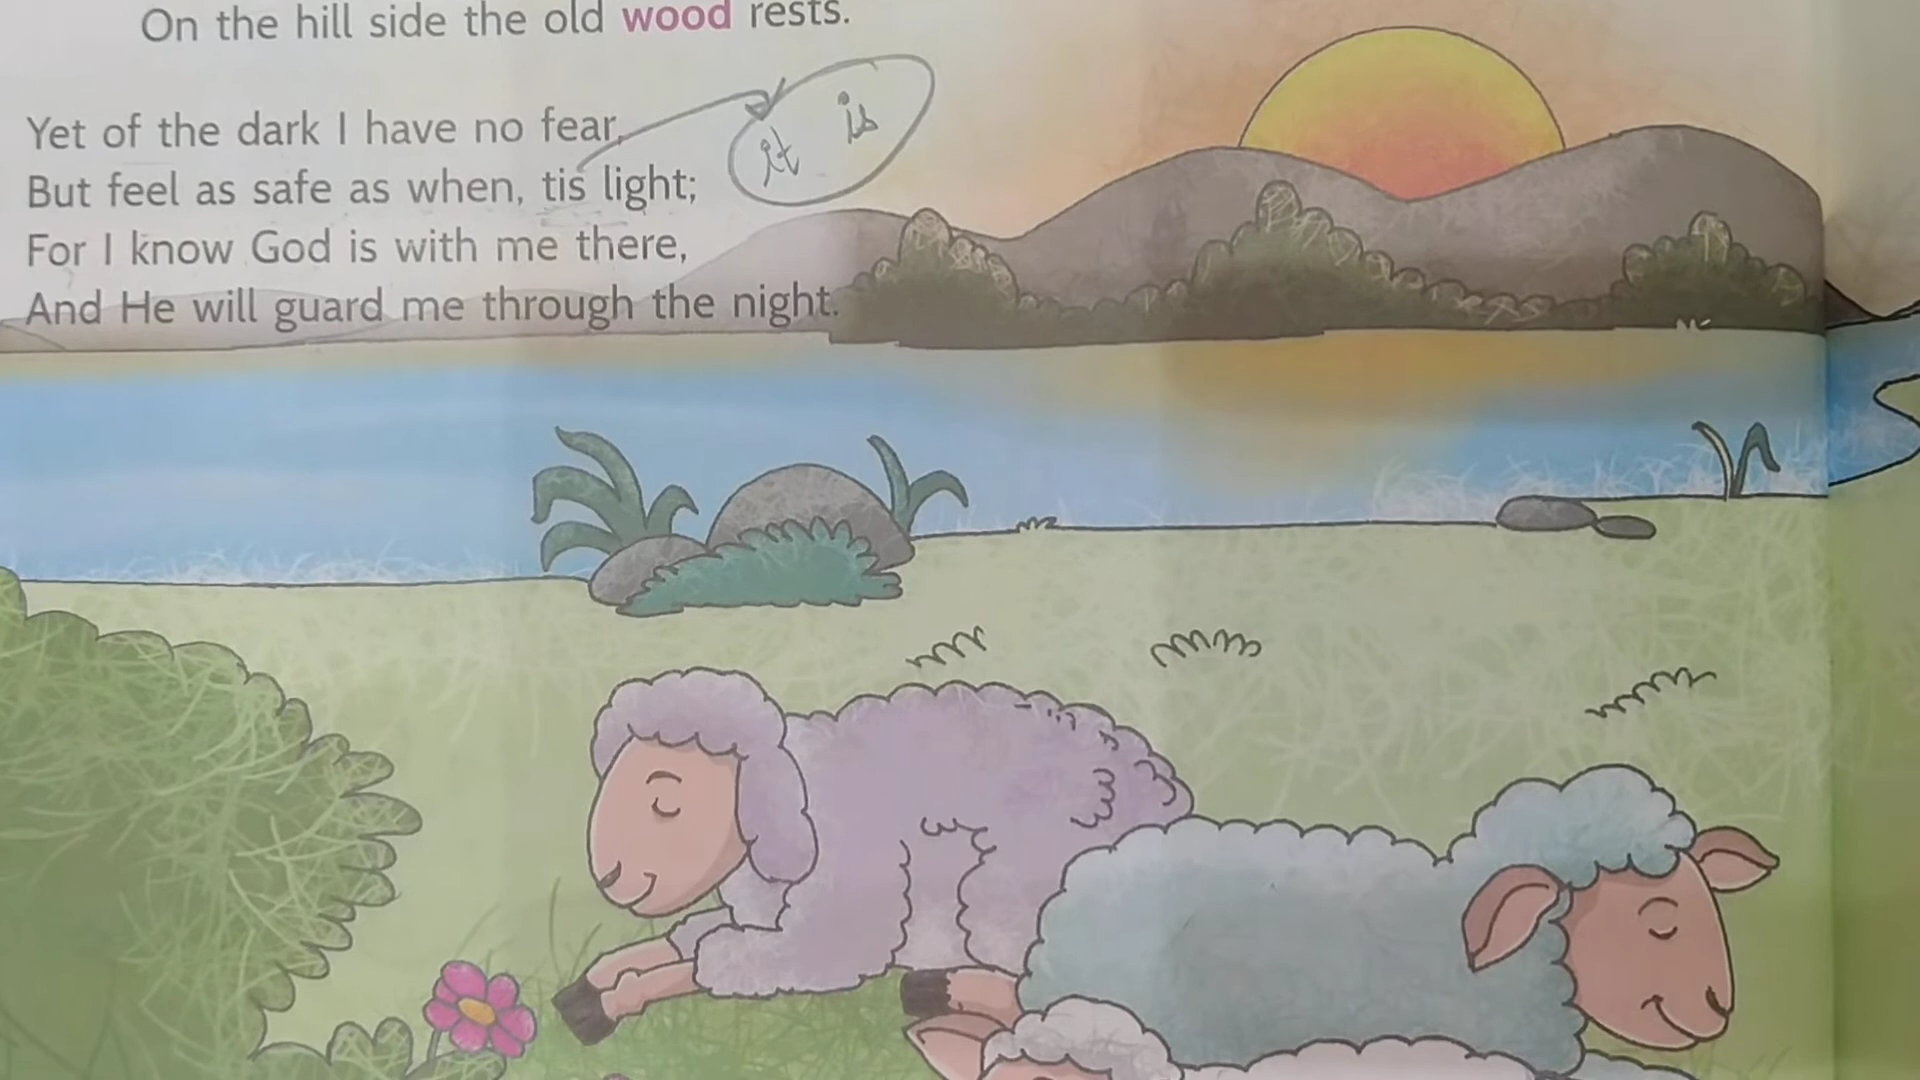 On the hill side the old wood rests.
Yet of the dark I have no fear,
But feel as safe as when, tis light;
For I know God is with me there,
And He will guard me through the night.
it is